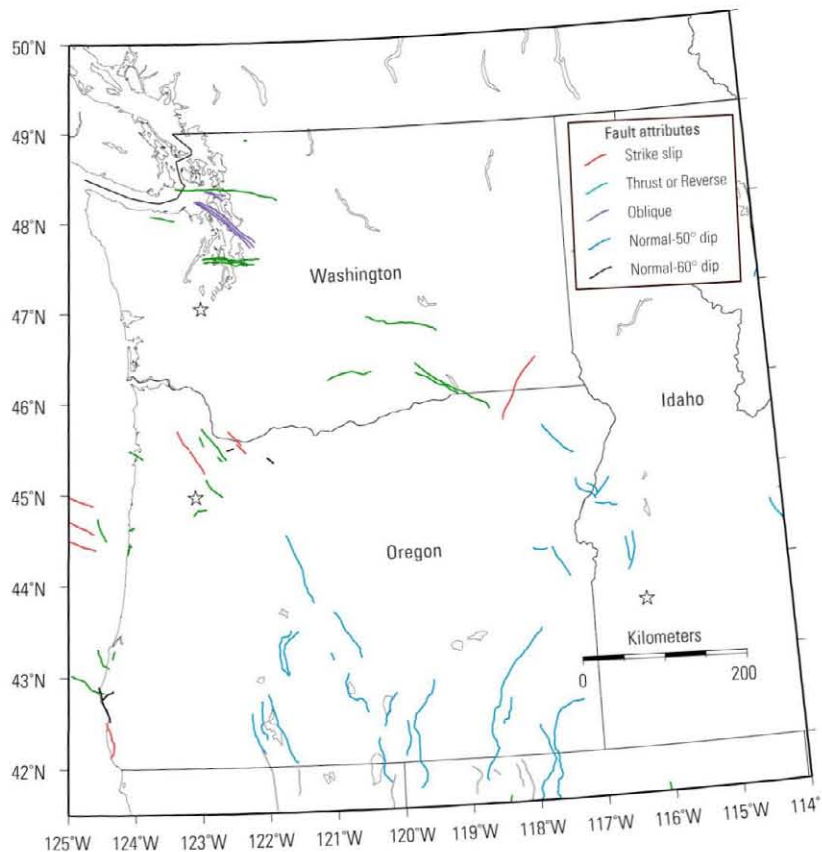 50°N
49°N
48°N
47°N
46°N
45°N
44°N
43°N
42°N
Fault attributes
Strike slip
Thrust or Reverse
Oblique
Normal-50° dip
Normal-60° dip
Washington
Idaho
Oregon
Kilometers
0 200
125°W 124°W 123°W 122°W 121°W 120°W 119°W 118°W 117°W 116°W 115°W 114°